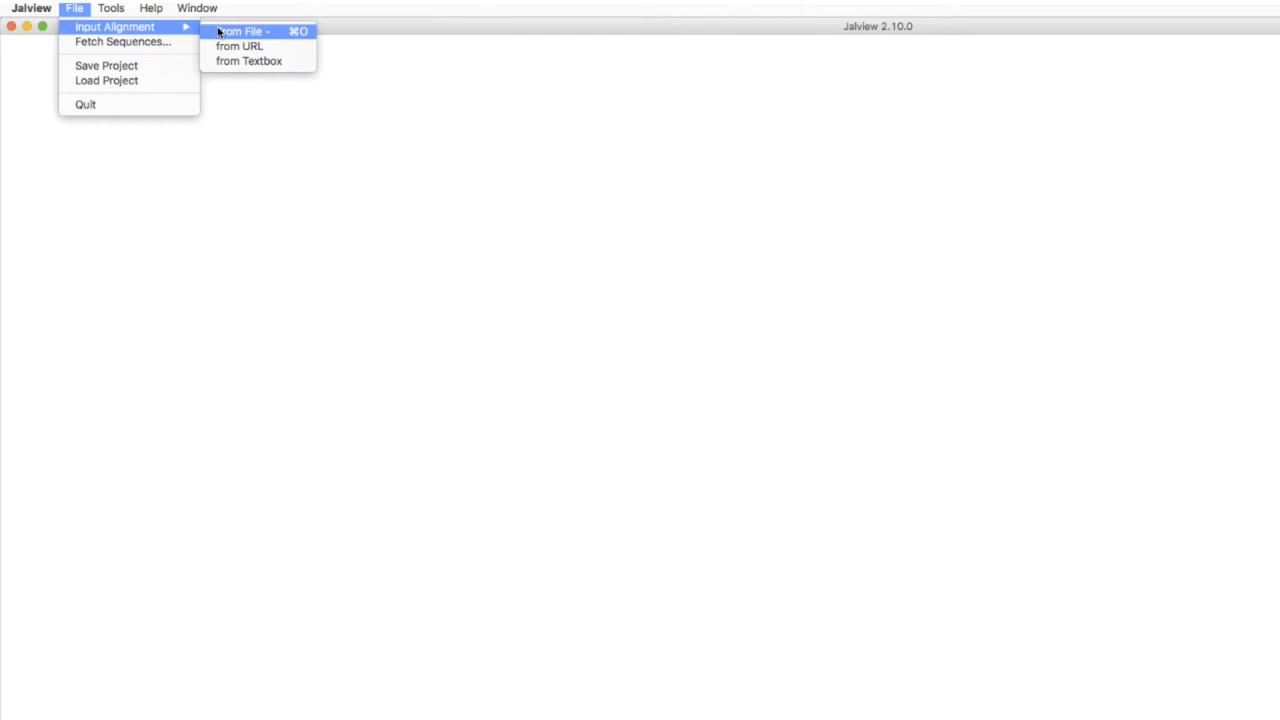 Jalview File Tools Help Window
Jalview 2.10.0
Input Alignment ▶
from File - ⌘O
Fetch Sequences...
from URL
from Textbox
Save Project
Load Project
Quit